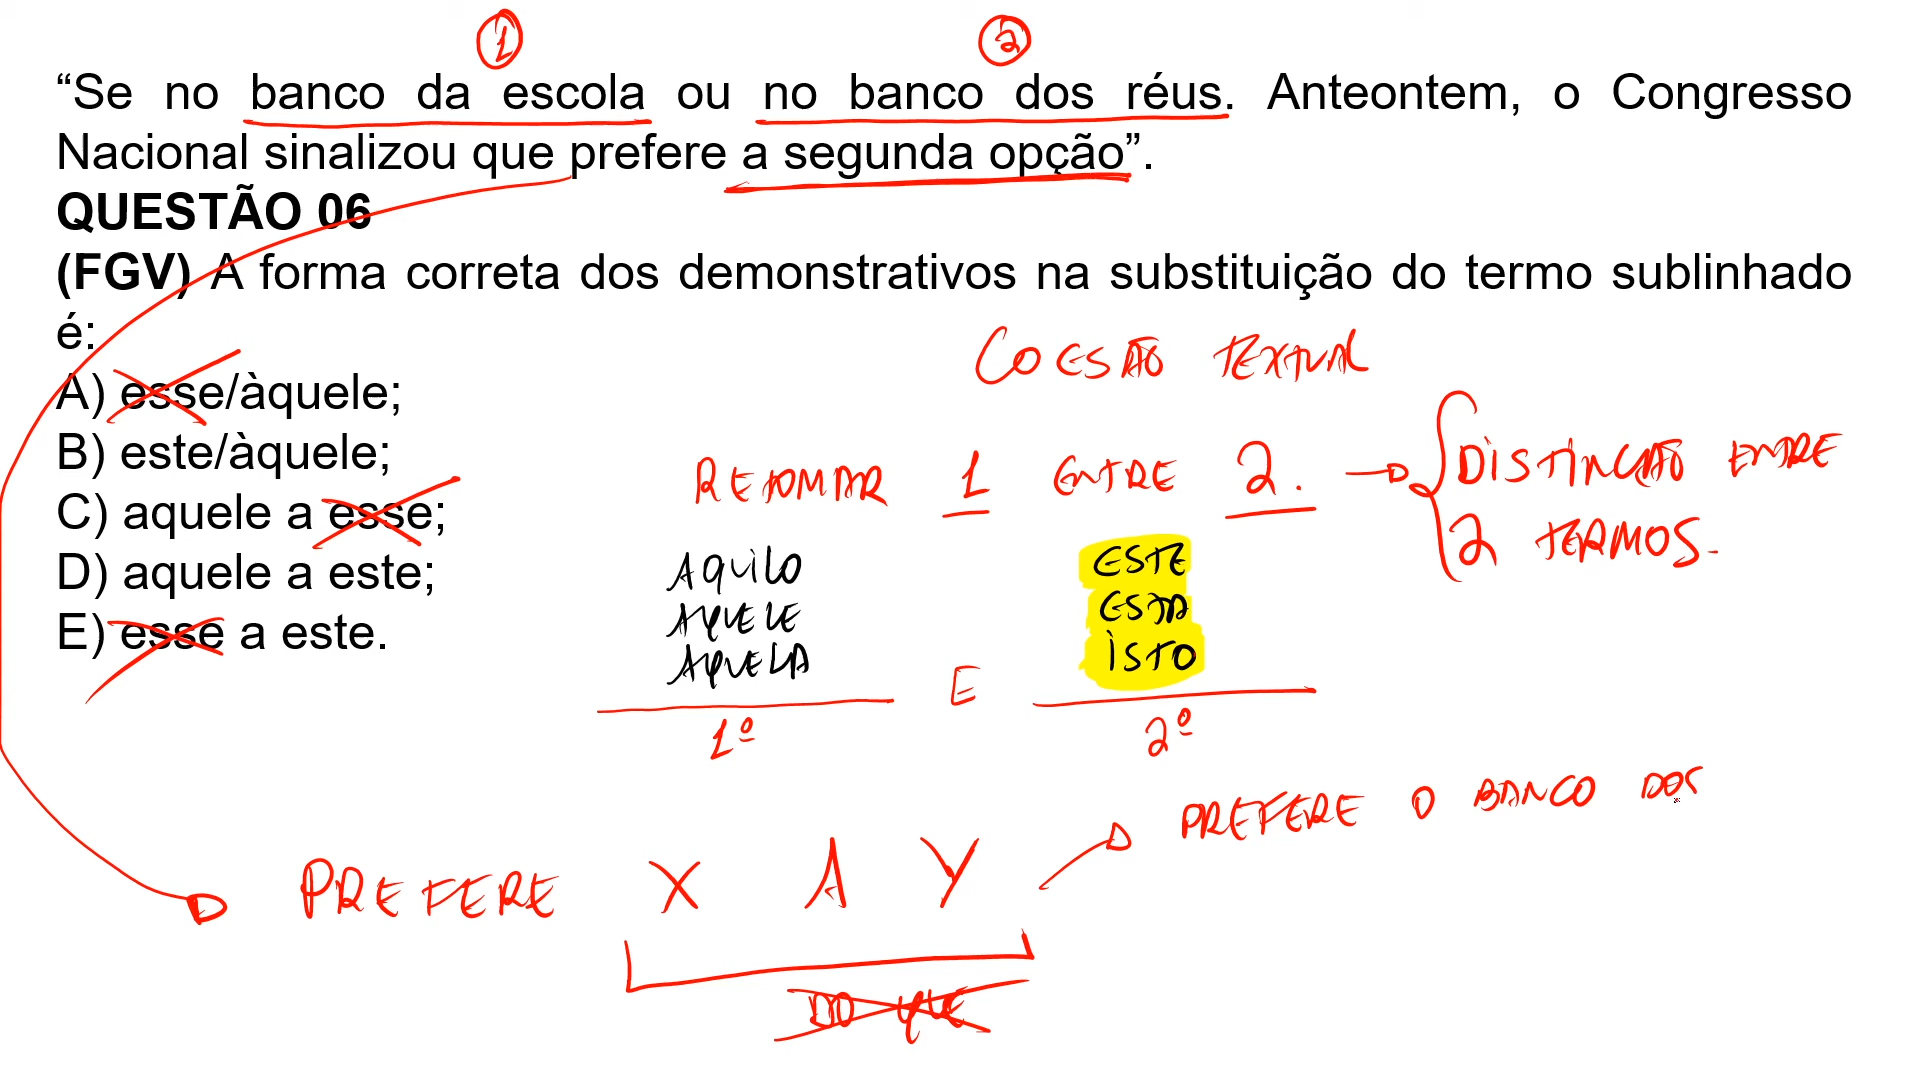 1 2
“Se no banco da escola ou no banco dos réus. Anteontem, o Congresso
Nacional sinalizou que prefere a segunda opção”.
QUESTÃO 06
(FGV) A forma correta dos demonstrativos na substituição do termo sublinhado
é:
A) esse/àquele;
B) este/àquele;
C) aquele a esse;
D) aquele a este;
E) esse a este.
COESÃO TEXTUAL
RETOMAR 1 ENTRE 2.
DISTINÇÃO ENTRE
2 TERMOS.
AQUILO
AQUELE
AQUELA
1º
E
ESTE
ESTA
ISTO
2º
PREFERE X A Y
DO QUE
PREFERE O BANCO DOS